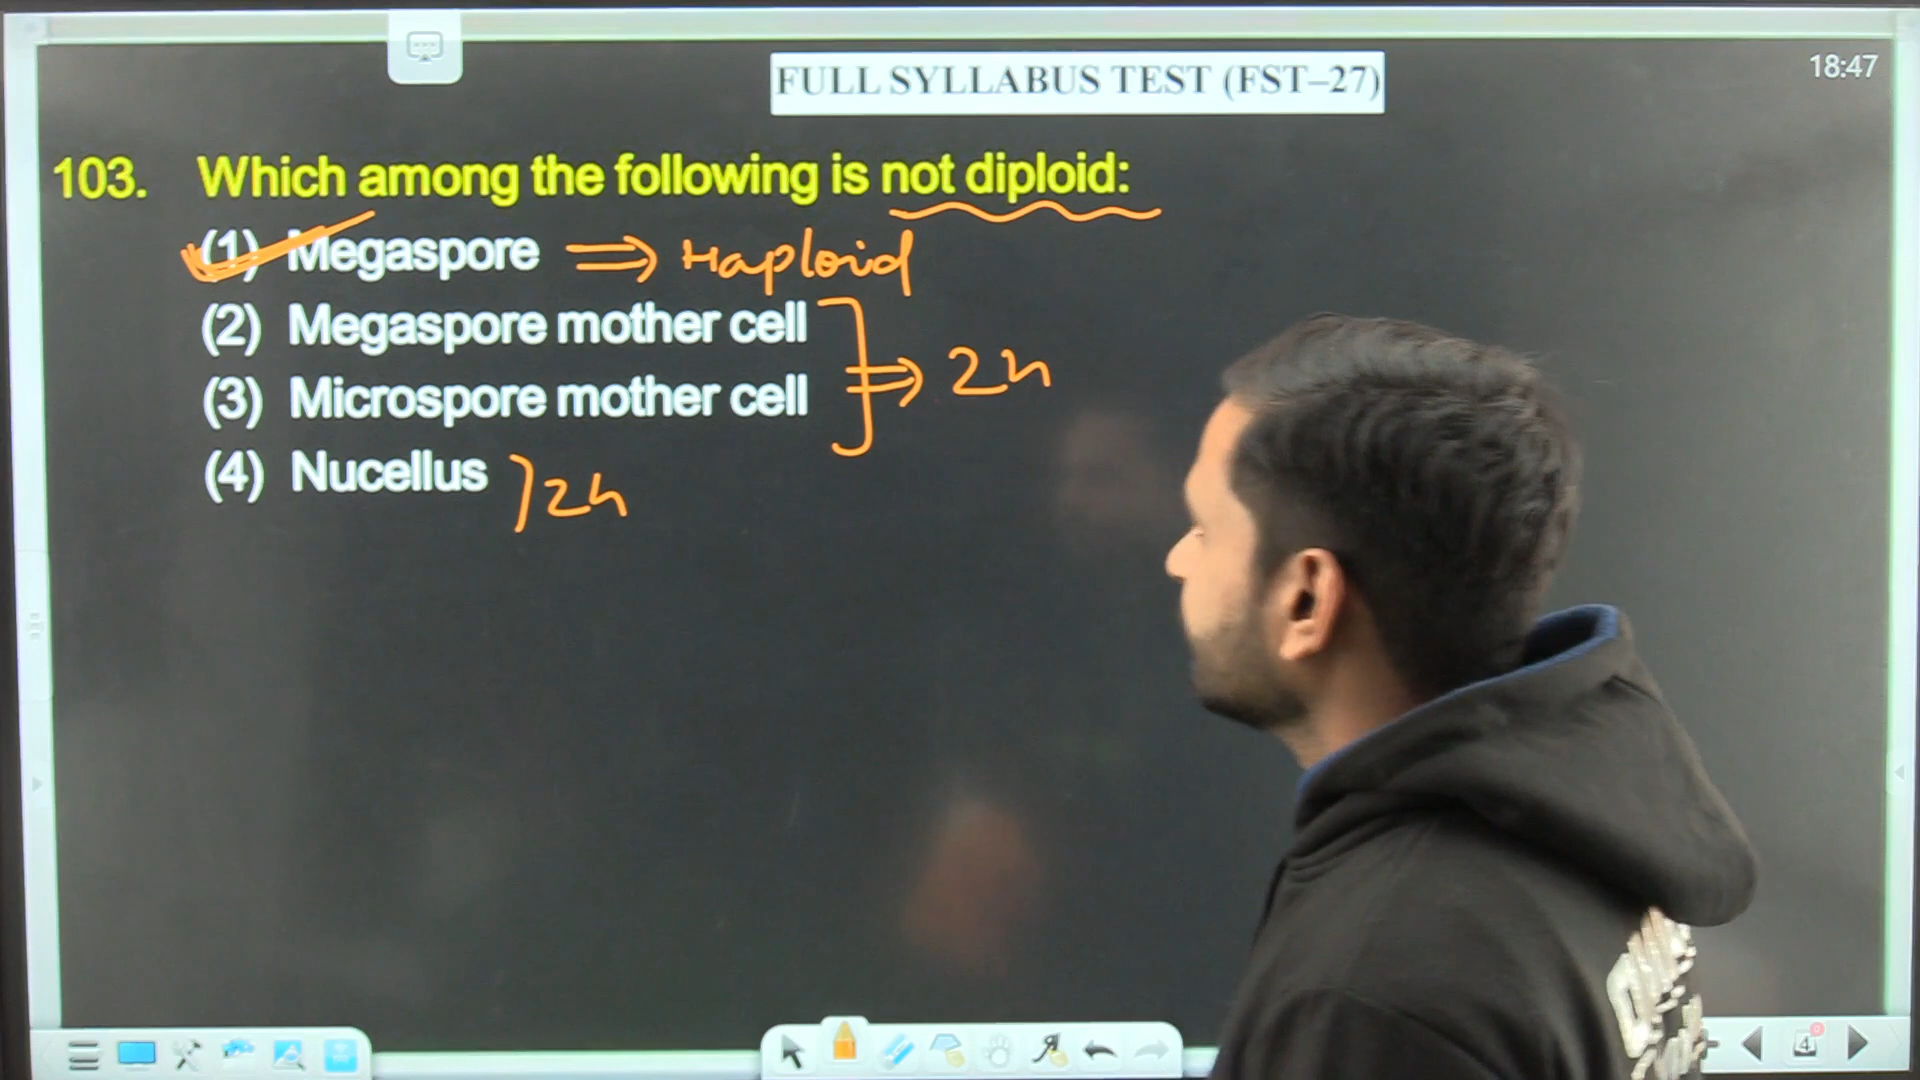 FULL SYLLABUS TEST (FST–27)
18:47
103. Which among the following is not diploid:
(1) Megaspore ⇒ Haploid
(2) Megaspore mother cell
(3) Microspore mother cell ⇒ 2n
(4) Nucellus 2n
4